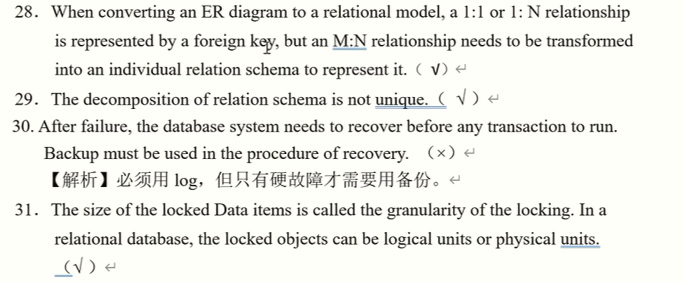 28. When converting an ER diagram to a relational model, a 1:1 or 1: N relationship
is represented by a foreign key, but an M:N relationship needs to be transformed
into an individual relation schema to represent it. ( √) ↵
29. The decomposition of relation schema is not unique. ( √ ) ↵
30. After failure, the database system needs to recover before any transaction to run.
Backup must be used in the procedure of recovery. （×）↵
【解析】必须用 log，但只有硬故障才需要用备份。↵
31. The size of the locked Data items is called the granularity of the locking. In a
relational database, the locked objects can be logical units or physical units.
（√ ）↵